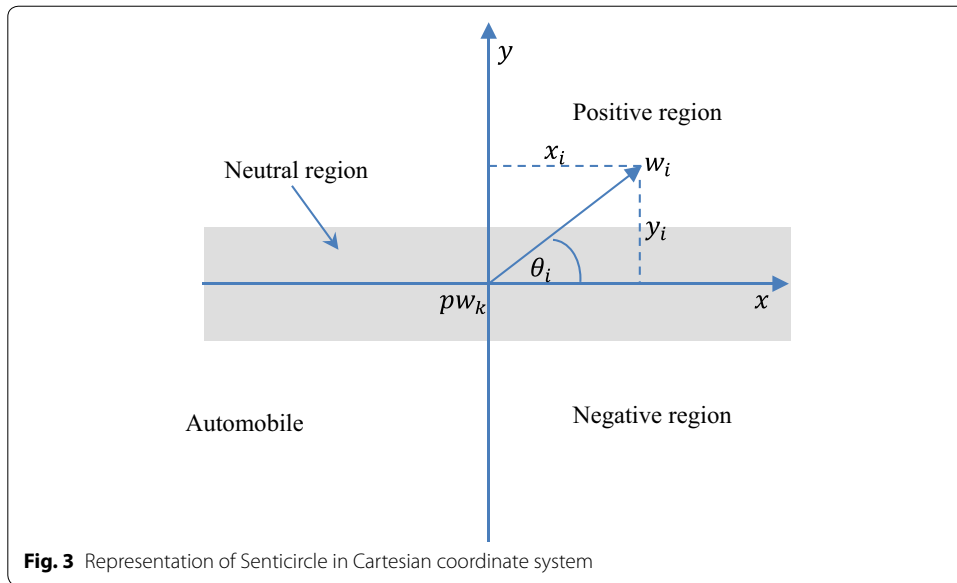 y
Positive region
x_i
w_i
Neutral region
y_i
θ_i
pw_k
x
Automobile
Negative region
Fig. 3 Representation of Senticircle in Cartesian coordinate system